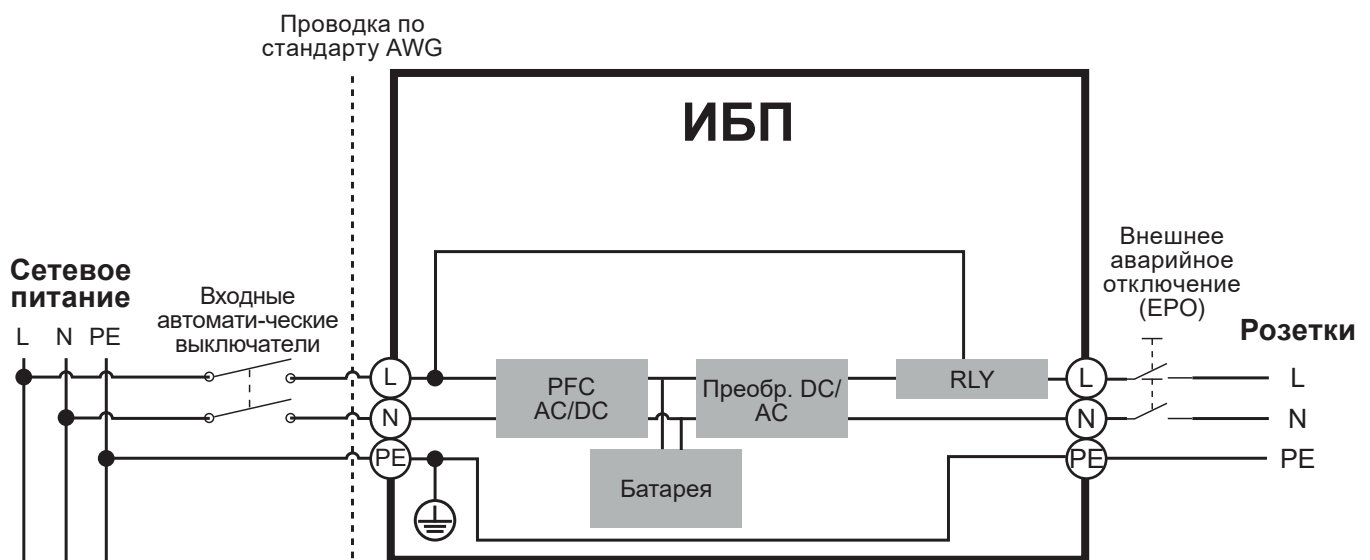 Проводка по
стандарту AWG
ИБП
Сетевое
питание
L N PE
Входные
автомати-ческие
выключатели
Внешнее
аварийное
отключение
(EPO)
Розетки
L
N
PE
PFC
AC/DC
Преобр. DC/
AC
RLY
Батарея
L
N
PE
L
N
PE